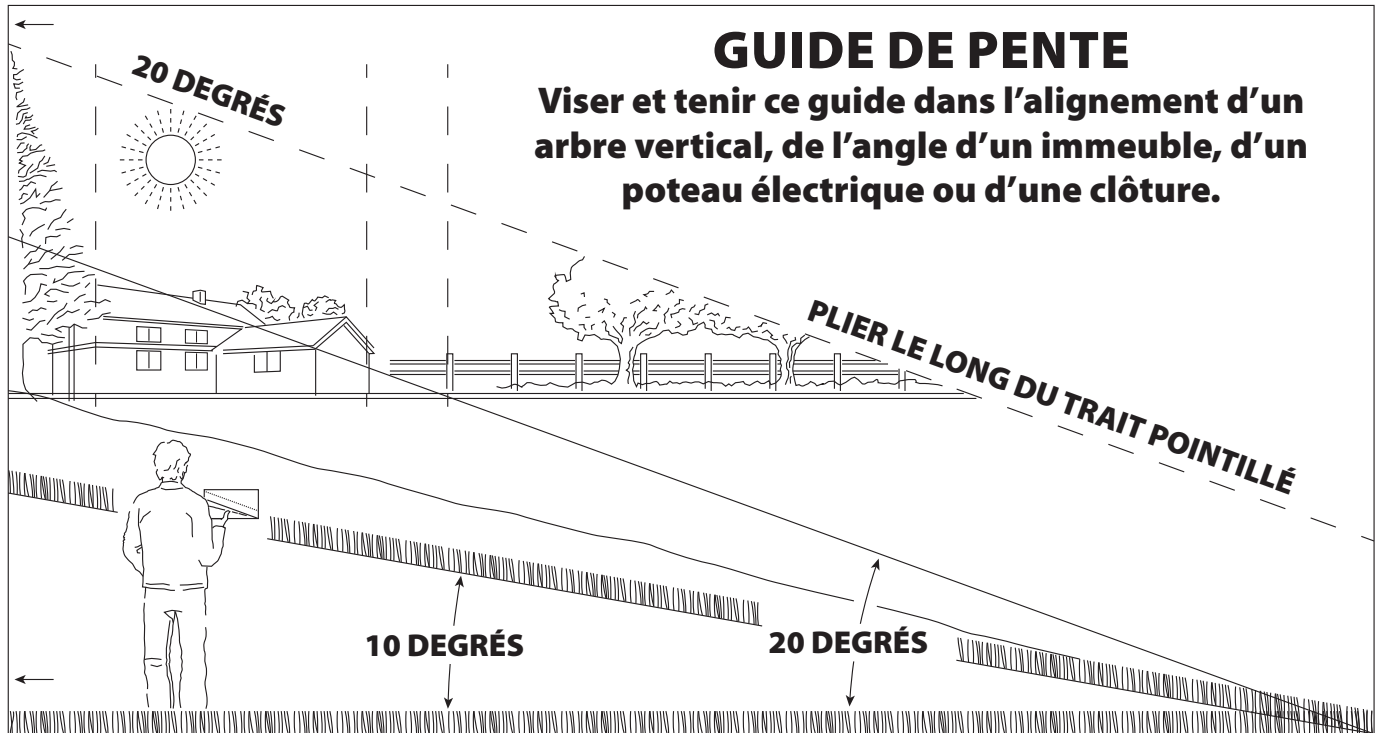 GUIDE DE PENTE
Viser et tenir ce guide dans l’alignement d’un
arbre vertical, de l’angle d’un immeuble, d’un
poteau électrique ou d’une clôture.
20 DEGRÉS
PLIER LE LONG DU TRAIT POINTILLÉ
10 DEGRÉS
20 DEGRÉS